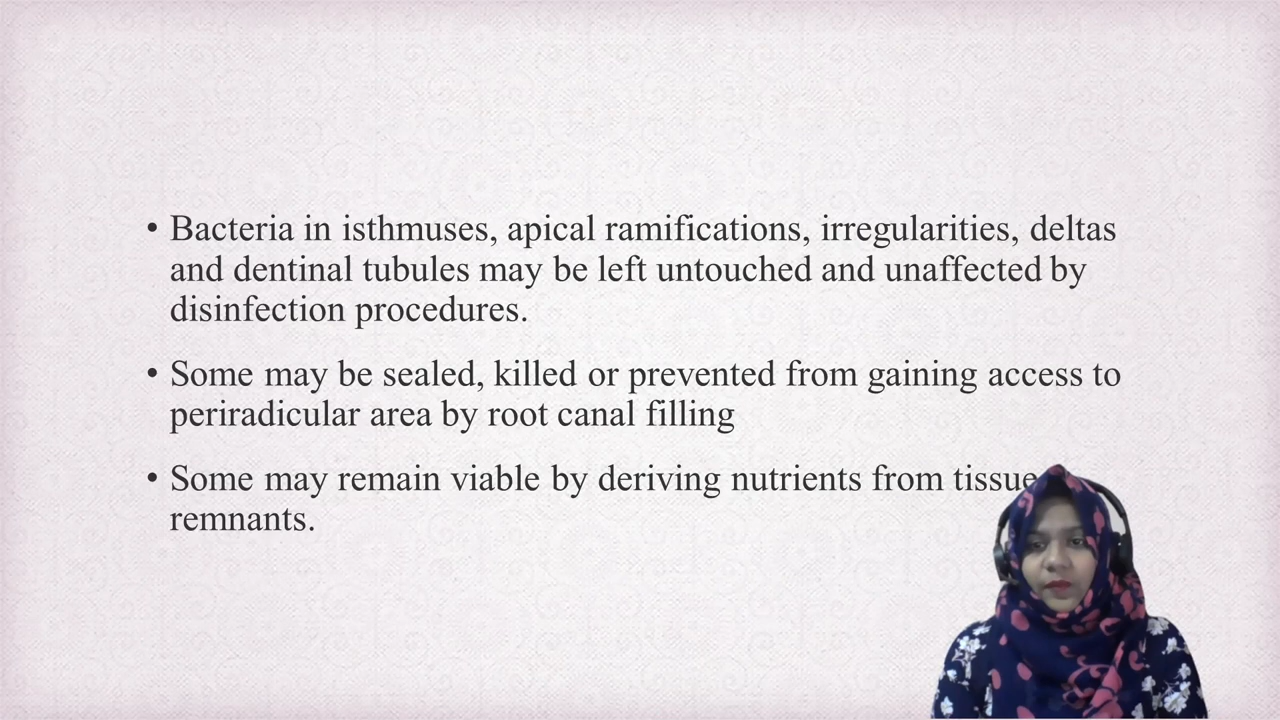 • Bacteria in isthmuses, apical ramifications, irregularities, deltas
and dentinal tubules may be left untouched and unaffected by
disinfection procedures.
• Some may be sealed, killed or prevented from gaining access to
periradicular area by root canal filling
• Some may remain viable by deriving nutrients from tissue
remnants.